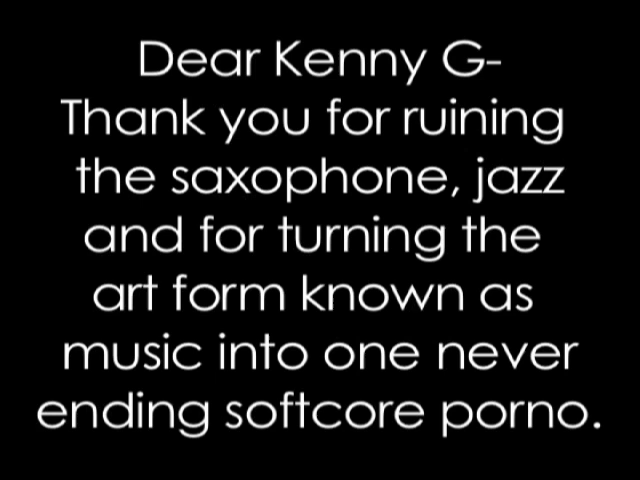 Dear Kenny G-
Thank you for ruining
the saxophone, jazz
and for turning the
art form known as
music into one never
ending softcore porno.